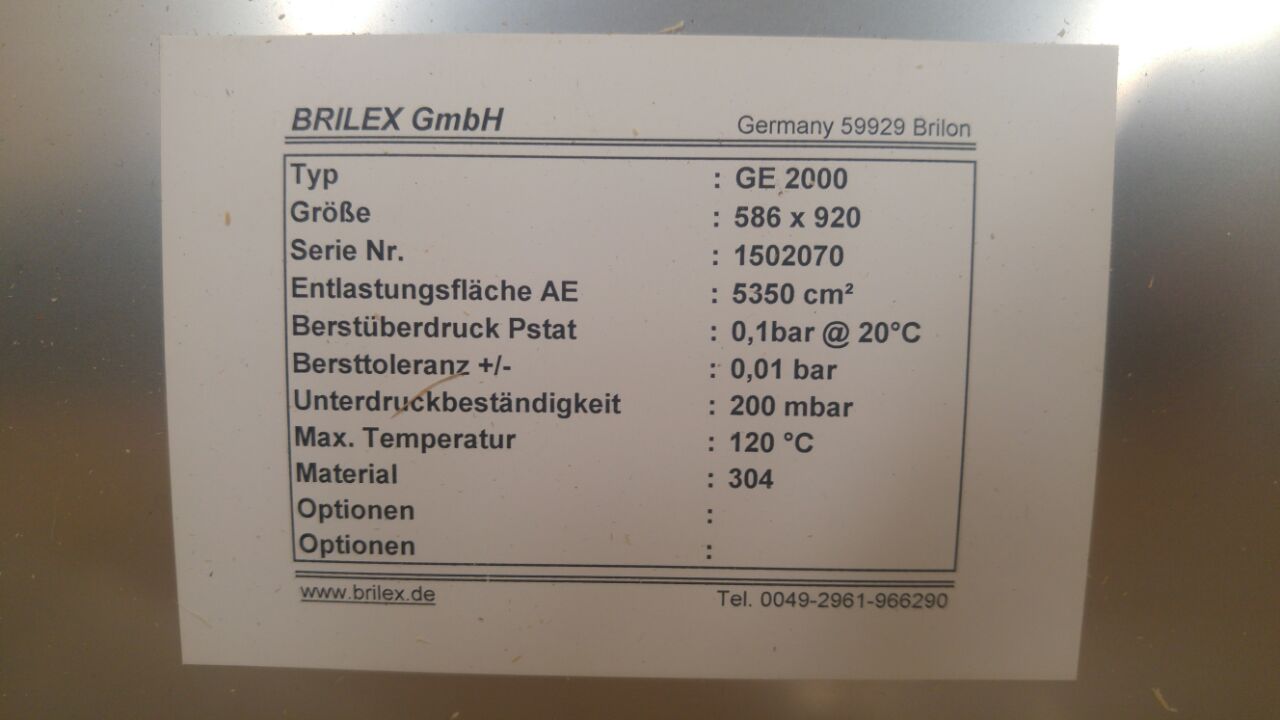 BRILEX GmbH Germany 59929 Brilon
Typ : GE 2000
Größe : 586 x 920
Serie Nr. : 1502070
Entlastungsfläche AE : 5350 cm²
Berstüberdruck Pstat : 0,1bar @ 20°C
Bersttoleranz +/- : 0,01 bar
Unterdruckbeständigkeit : 200 mbar
Max. Temperatur : 120 °C
Material : 304
Optionen :
Optionen :
www.brilex.de Tel. 0049-2961-966290